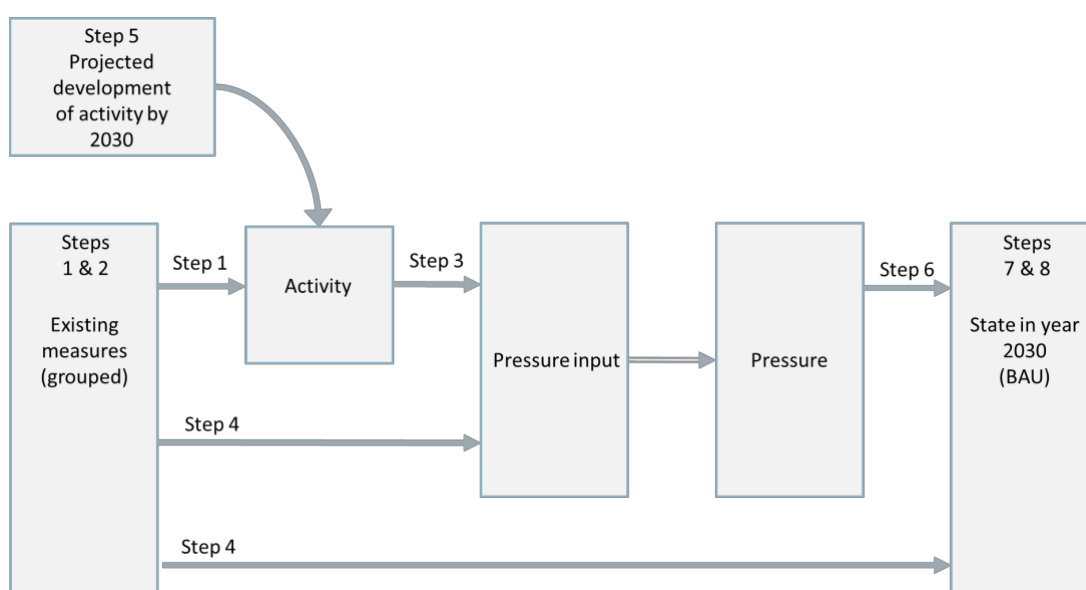 Step 5
Projected
development
of activity by
2030
Steps
1 & 2
Existing
measures
(grouped)
Step 1
Activity
Step 3
Pressure input
Pressure
Step 6
Steps
7 & 8
State in year
2030
(BAU)
Step 4
Step 4